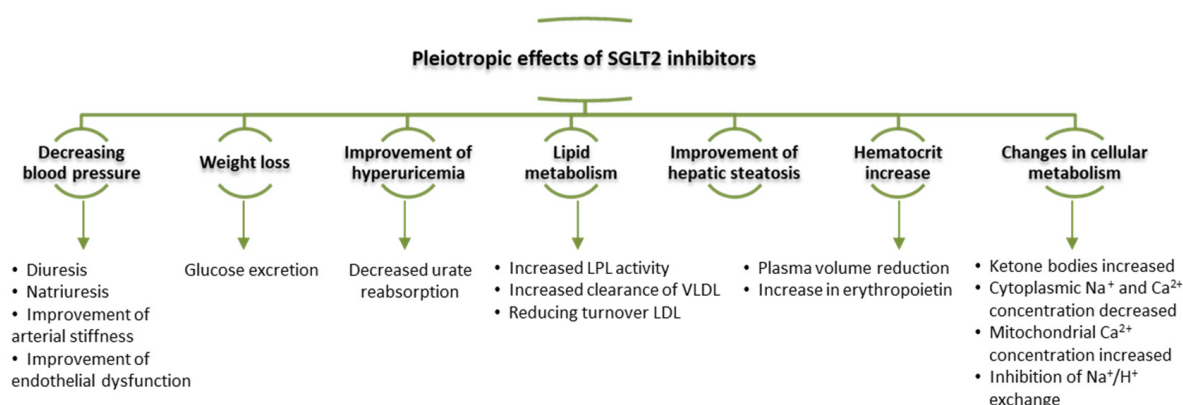 Pleiotropic effects of SGLT2 inhibitors
Decreasing
blood pressure
Weight loss
Improvement of
hyperuricemia
Lipid
metabolism
Improvement of
hepatic steatosis
Hematocrit
increase
Changes in cellular
metabolism
• Diuresis
• Natriuresis
• Improvement of
arterial stiffness
• Improvement of
endothelial dysfunction
Glucose excretion
Decreased urate
reabsorption
• Increased LPL activity
• Increased clearance of VLDL
• Reducing turnover LDL
• Plasma volume reduction
• Increase in erythropoietin
• Ketone bodies increased
• Cytoplasmic Na⁺ and Ca²⁺
concentration decreased
• Mitochondrial Ca²⁺
concentration increased
• Inhibition of Na⁺/H⁺
exchange